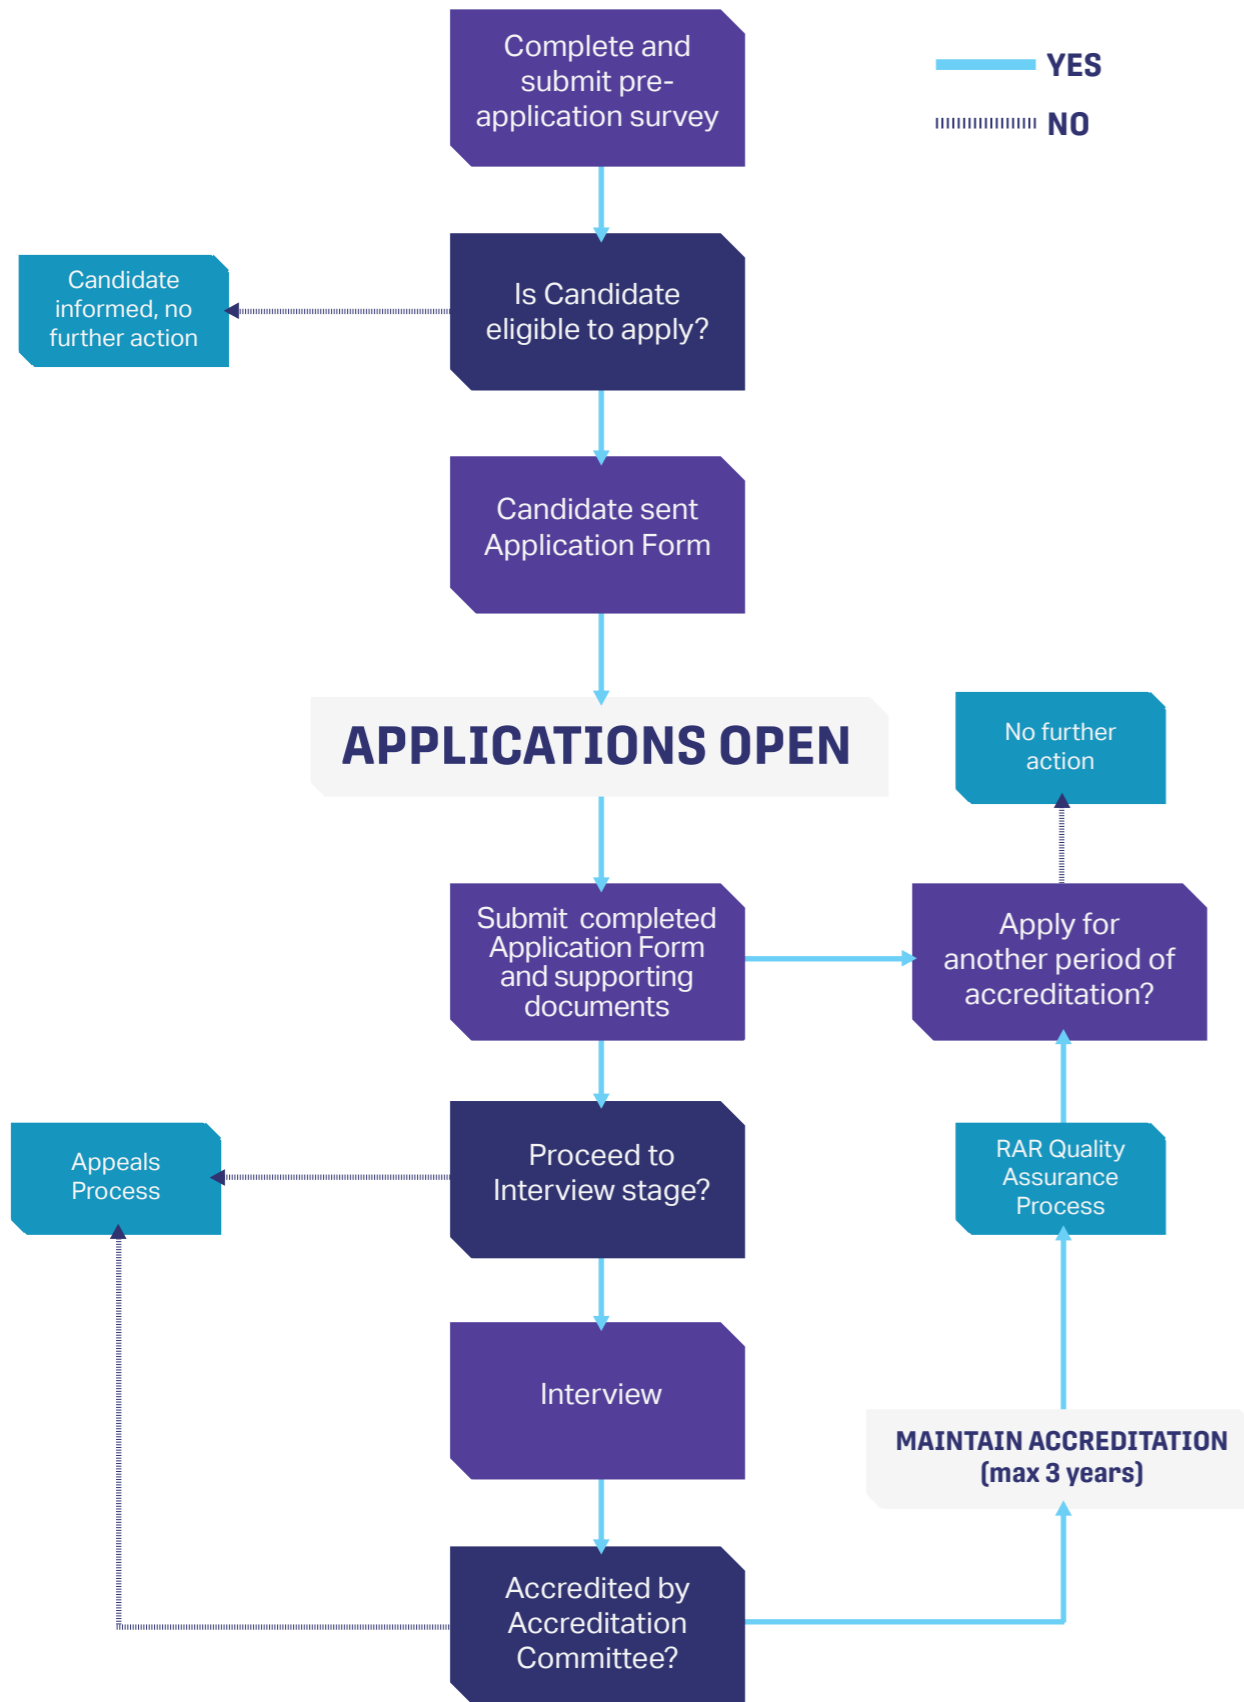 Complete and
submit pre-
application survey
YES
NO
Is Candidate
eligible to apply?
Candidate
informed, no
further action
Candidate sent
Application Form
APPLICATIONS OPEN
No further
action
Submit completed
Application Form
and supporting
documents
Apply for
another period of
accreditation?
Proceed to
Interview stage?
Appeals
Process
RAR Quality
Assurance
Process
Interview
MAINTAIN ACCREDITATION
(max 3 years)
Accredited by
Accreditation
Committee?